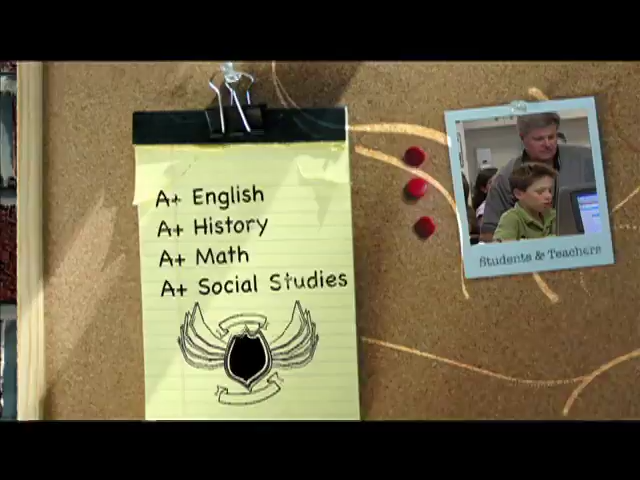 A+ English
A+ History
A+ Math
A+ Social Studies
Students & Teachers